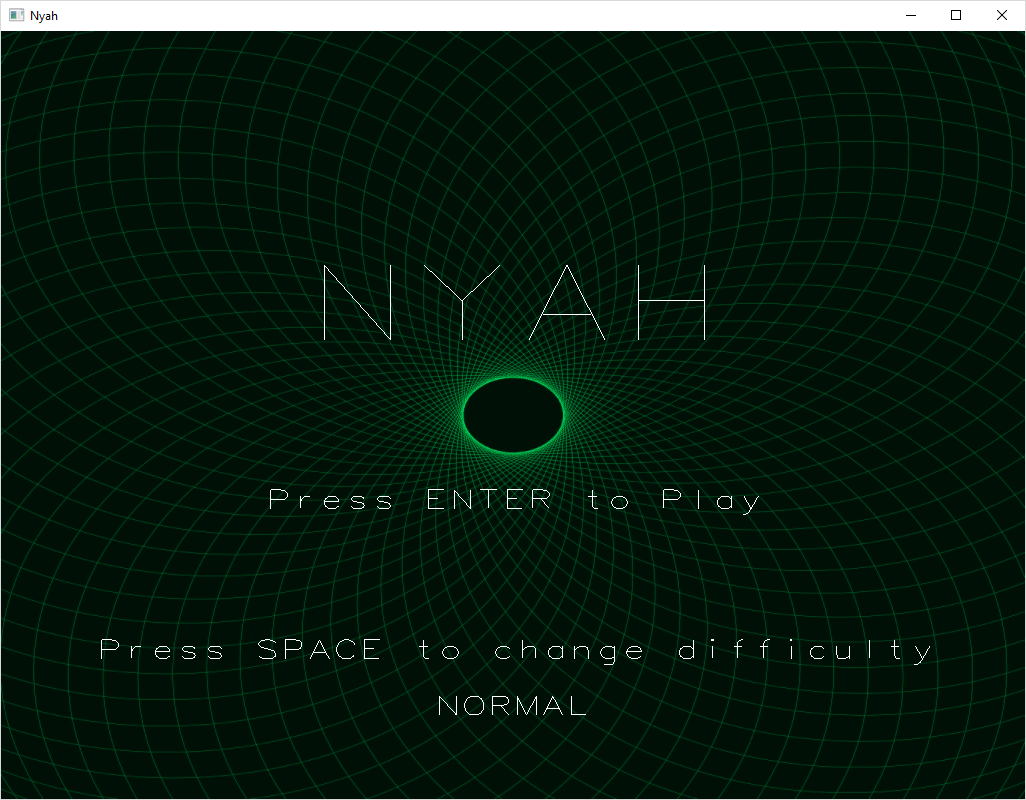 Nyah
NYAH
Press ENTER to Play
Press SPACE to change difficulty
NORMAL